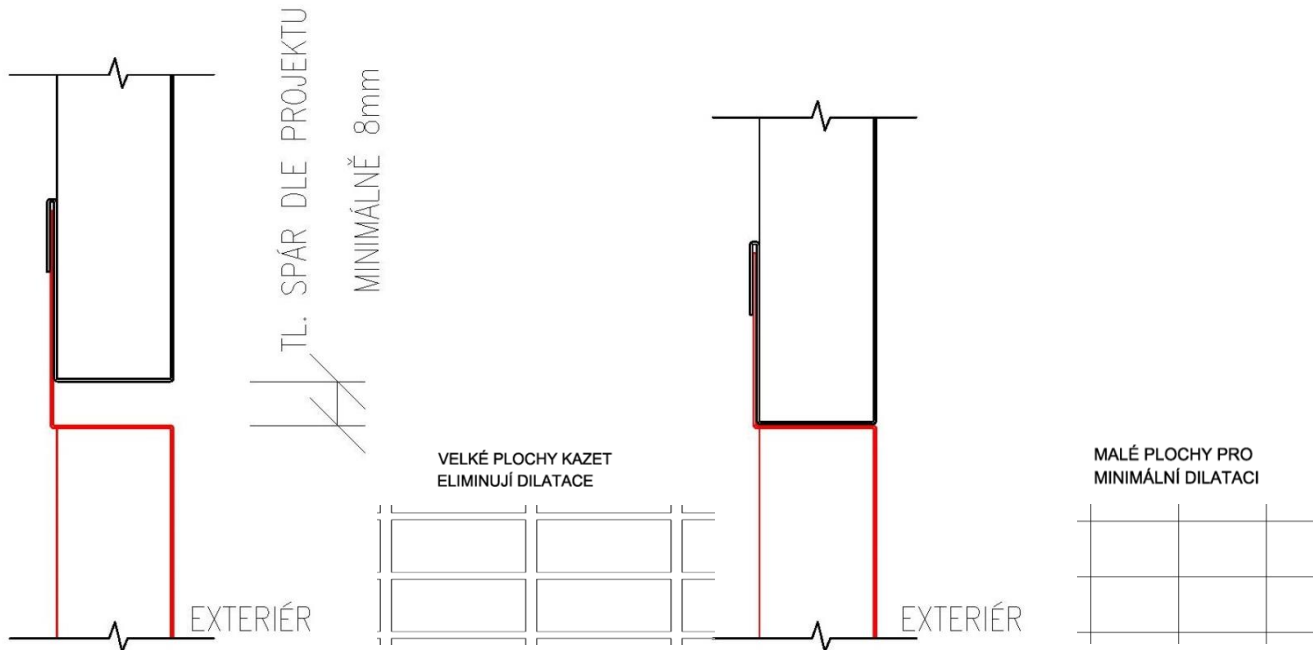 TL. SPÁR DLE PROJEKTU
MINIMÁLNĚ 8mm
VELKÉ PLOCHY KAZET
ELIMINUJÍ DILATACE
EXTERIÉR
MALÉ PLOCHY PRO
MINIMÁLNÍ DILATACI
EXTERIÉR